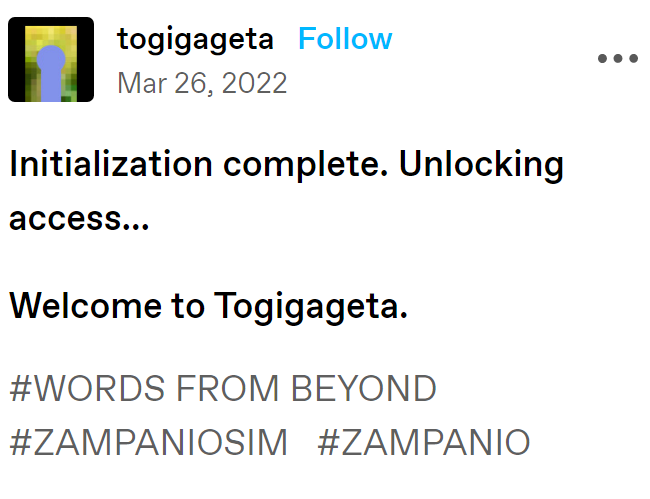 togigageta Follow
Mar 26, 2022
Initialization complete. Unlocking
access...
Welcome to Togigageta.
#WORDS FROM BEYOND
#ZAMPANIOSIM #ZAMPANIO